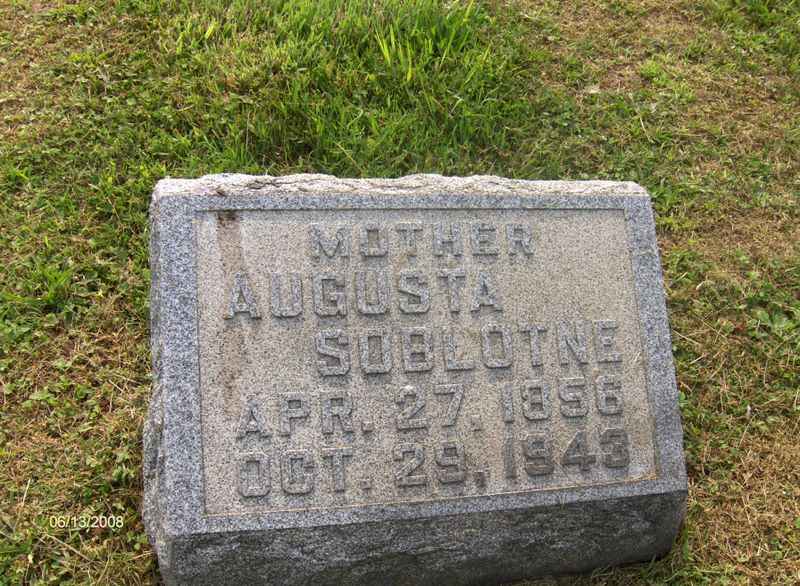 MOTHER
AUGUSTA
SOBLOTNE
APR. 27, 1856
OCT. 29, 1943
06/13/2008